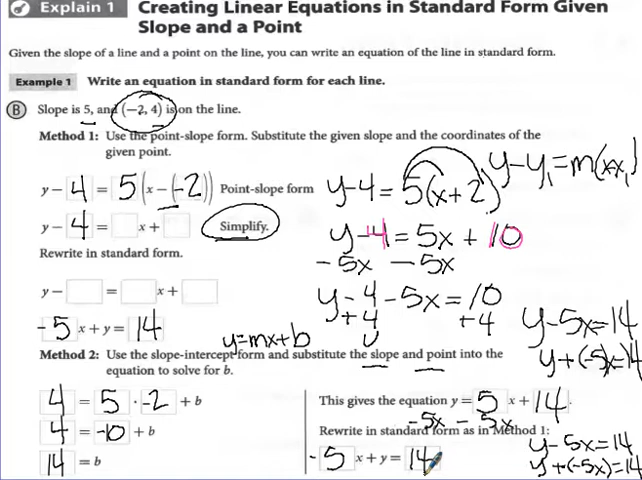 Explain 1 Creating Linear Equations in Standard Form Given
Slope and a Point
Given the slope of a line and a point on the line, you can write an equation of the line in standard form.
Example 1 Write an equation in standard form for each line.
B Slope is 5, and (−2, 4) is on the line.
Method 1: Use the point-slope form. Substitute the given slope and the coordinates of the
given point.
y − y₁ = m(x-x₁)
y − 4 = 5(x − (-2)) Point-slope form
y − 4 = 5(x + 2)
y − 4 = x + Simplify.
y − 4 = 5x + 10
- 5x - 5x
Rewrite in standard form.
y − = x +
y - 4 - 5x = 10
+ 4 + 4
-5 x + y = 14
y = mx + b
y - 5x = 14
y + (-5x) = 14
Method 2: Use the slope-intercept form and substitute the slope and point into the
equation to solve for b.
4 = 5 · -2 + b
4 = -10 + b
14 = b
This gives the equation y = 5 x + 14.
-5x - 5x
Rewrite in standard form as in Method 1:
-5 x + y = 14
y - 5x = 14
y + (-5x) = 14